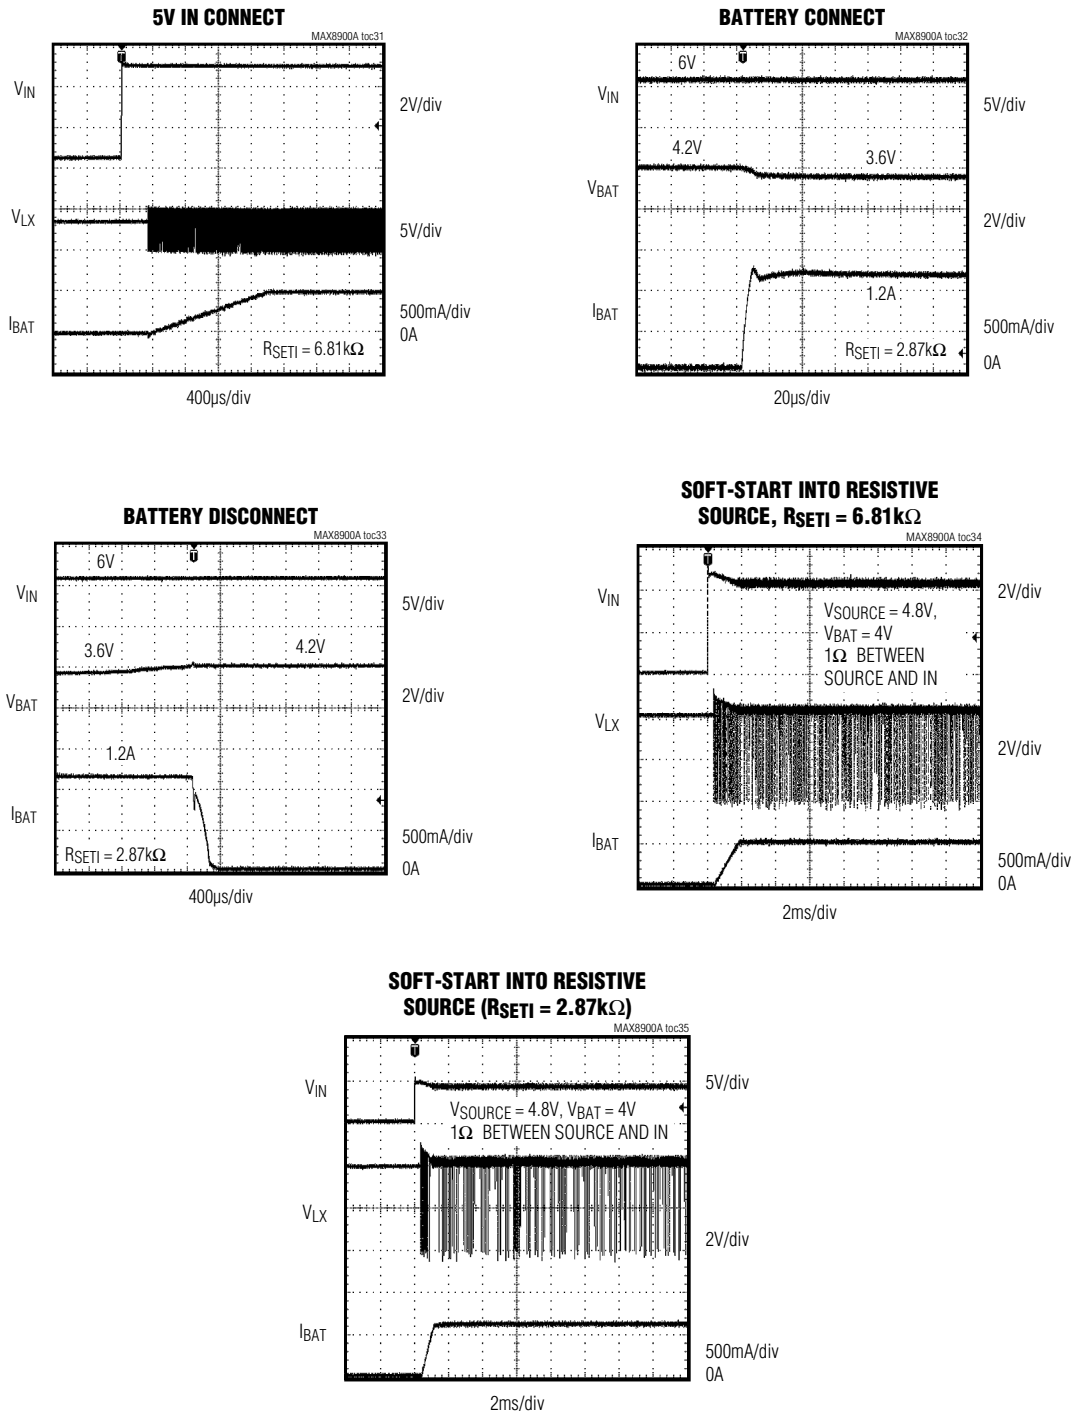 5V IN CONNECT
MAX8900A toc31
T
VIN
2V/div
VLX
5V/div
IBAT
500mA/div
0A
RSETI = 6.81kΩ
400µs/div
BATTERY CONNECT
MAX8900A toc32
T
6V
VIN
5V/div
4.2V
3.6V
VBAT
2V/div
IBAT
1.2A
500mA/div
RSETI = 2.87kΩ
0A
20µs/div
BATTERY DISCONNECT
MAX8900A toc33
T
6V
VIN
5V/div
3.6V
4.2V
VBAT
2V/div
1.2A
IBAT
500mA/div
RSETI = 2.87kΩ
0A
400µs/div
SOFT-START INTO RESISTIVE
SOURCE, RSETI = 6.81kΩ
MAX8900A toc34
T
VIN
2V/div
VSOURCE = 4.8V,
VBAT = 4V
1Ω BETWEEN
SOURCE AND IN
VLX
2V/div
IBAT
500mA/div
0A
2ms/div
SOFT-START INTO RESISTIVE
SOURCE (RSETI = 2.87kΩ)
MAX8900A toc35
T
VIN
5V/div
VSOURCE = 4.8V, VBAT = 4V
1Ω BETWEEN SOURCE AND IN
VLX
2V/div
IBAT
500mA/div
0A
2ms/div